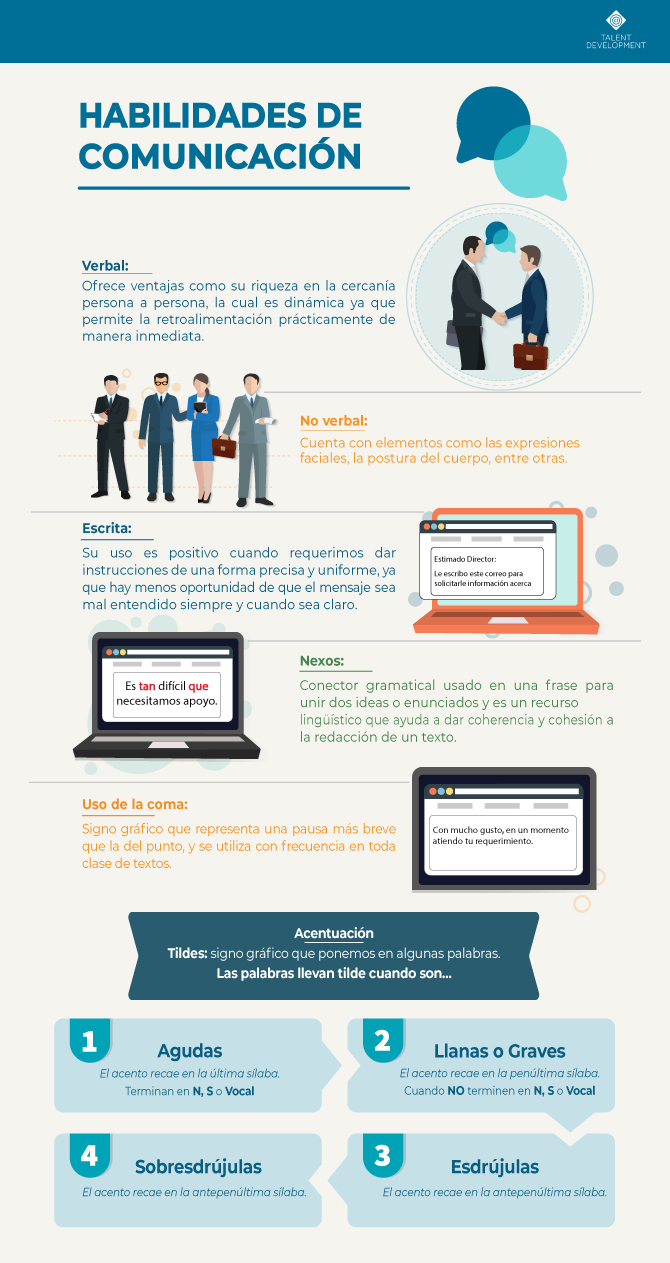 TALENT
DEVELOPMENT
HABILIDADES DE
COMUNICACIÓN
Verbal:
Ofrece ventajas como su riqueza en la cercanía
persona a persona, la cual es dinámica ya que
permite la retroalimentación prácticamente de
manera inmediata.
No verbal:
Cuenta con elementos como las expresiones
faciales, la postura del cuerpo, entre otras.
Escrita:
Su uso es positivo cuando requerimos dar
instrucciones de una forma precisa y uniforme, ya
que hay menos oportunidad de que el mensaje sea
mal entendido siempre y cuando sea claro.
Estimado Director:
Le escribo este correo para
solicitarle información acerca
Es tan difícil que
necesitamos apoyo.
Nexos:
Conector gramatical usado en una frase para
unir dos ideas o enunciados y es un recurso
lingüístico que ayuda a dar coherencia y cohesión a
la redacción de un texto.
Uso de la coma:
Signo gráfico que representa una pausa más breve
que la del punto, y se utiliza con frecuencia en toda
clase de textos.
Con mucho gusto, en un momento
atiendo tu requerimiento.
Acentuación
Tildes: signo gráfico que ponemos en algunas palabras.
Las palabras llevan tilde cuando son...
1
Agudas
El acento recae en la última sílaba.
Terminan en N, S o Vocal
2
Llanas o Graves
El acento recae en la penúltima sílaba.
Cuando NO terminen en N, S o Vocal
4
Sobresdrújulas
El acento recae en la antepenúltima sílaba.
3
Esdrújulas
El acento recae en la antepenúltima sílaba.